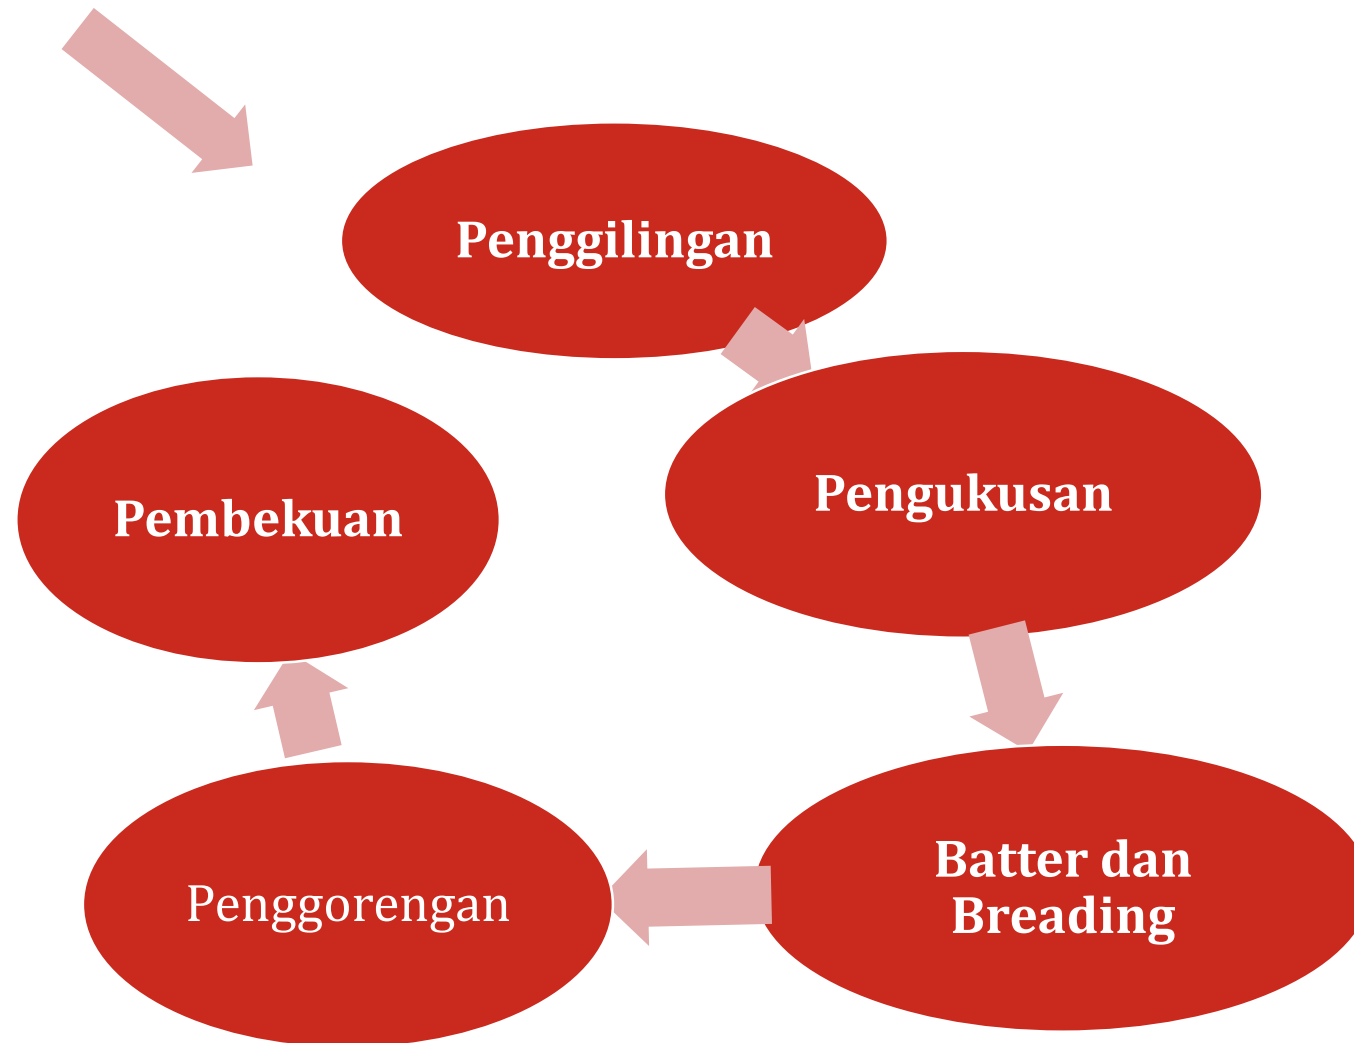 Penggilingan
Pengukusan
Batter dan
Breading
Penggorengan
Pembekuan